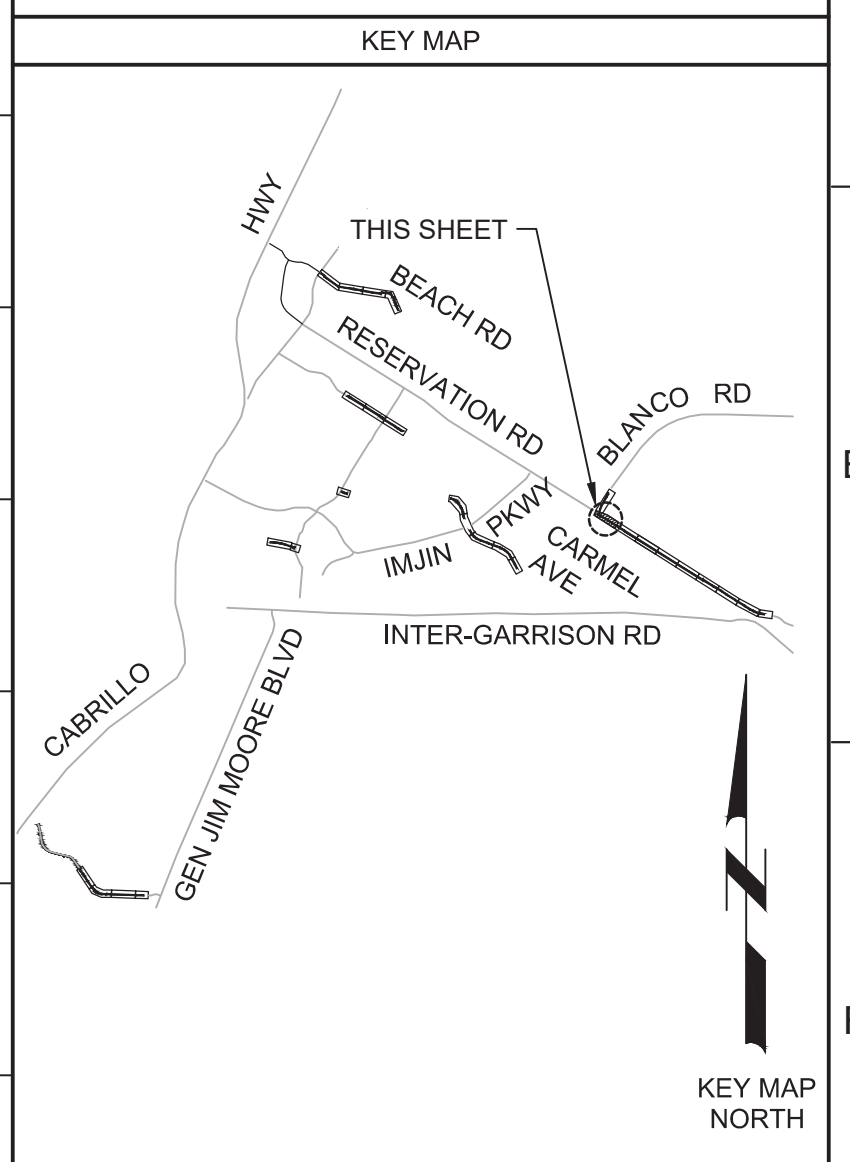 KEY MAP
HWY
THIS SHEET
BEACH RD
RESERVATION RD
BLANCO RD
PKWY
IMJIN
CARMEL
AVE
INTER-GARRISON RD
CABRILLO
GEN JIM MOORE BLVD
KEY MAP
NORTH